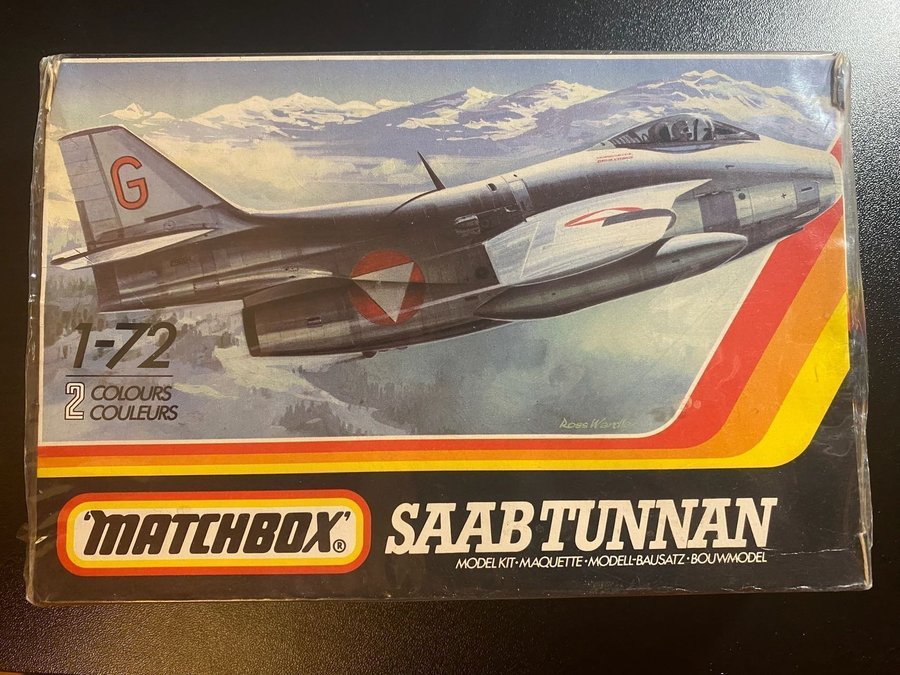 G
1-72
2 COLOURS
COULEURS
Ross Wardle
'MATCHBOX'®
SAAB TUNNAN
MODEL KIT·MAQUETTE·MODELL-BAUSATZ·BOUWMODEL